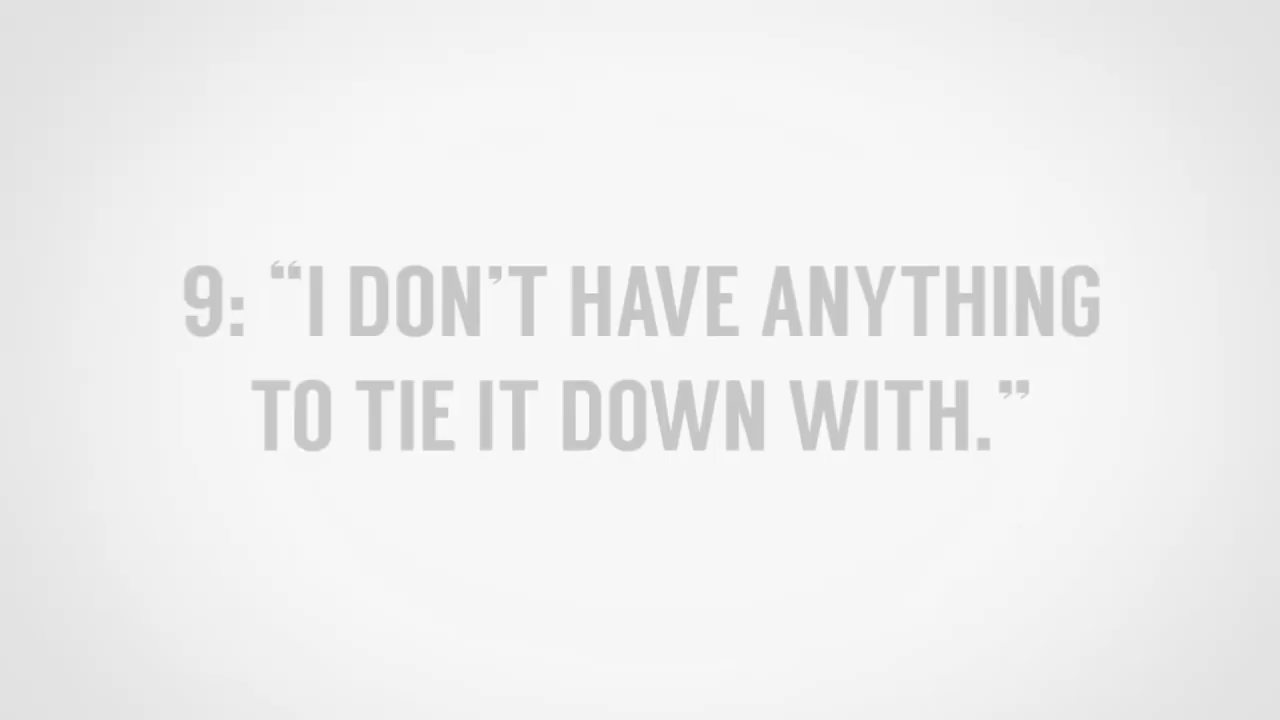 9: “I DON’T HAVE ANYTHING
TO TIE IT DOWN WITH.”